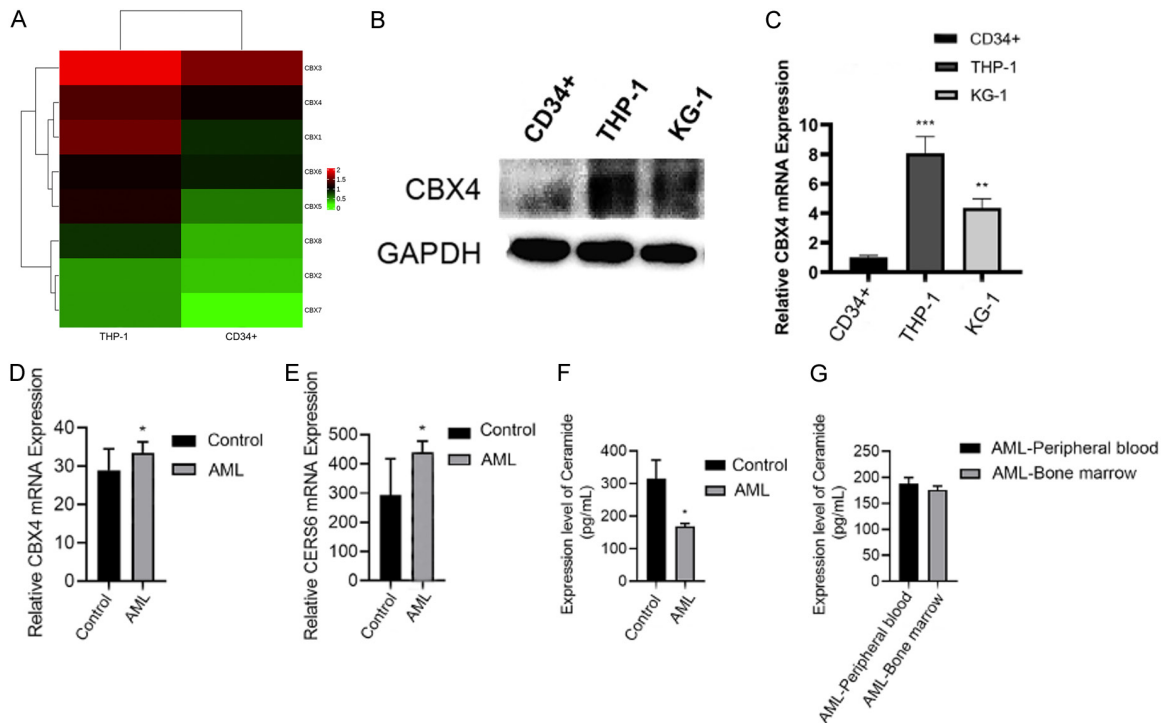 A
CBX3
CBX4
CBX1
CBX6
CBX5
CBX8
CBX2
CBX7
2
1.5
1
0.5
0
THP-1 CD34+
B
CD34+ THP-1 KG-1
CBX4
GAPDH
C
CD34+
THP-1
KG-1
Relative CBX4 mRNA Expression
10
8
6
4
2
0
***
**
CD34+ THP-1 KG-1
D
Relative CBX4 mRNA Expression
40
30
20
10
0
*
Control
AML
Control AML
E
Relative CERS6 mRNA Expression
500
400
300
200
100
0
*
Control
AML
Control AML
F
Expression level of Ceramide
(pg/mL)
400
300
200
100
0
*
Control
AML
Control AML
G
Expression level of Ceramide
(pg/mL)
250
200
150
100
50
0
AML-Peripheral blood
AML-Bone marrow
AML-Peripheral blood
AML-Bone marrow